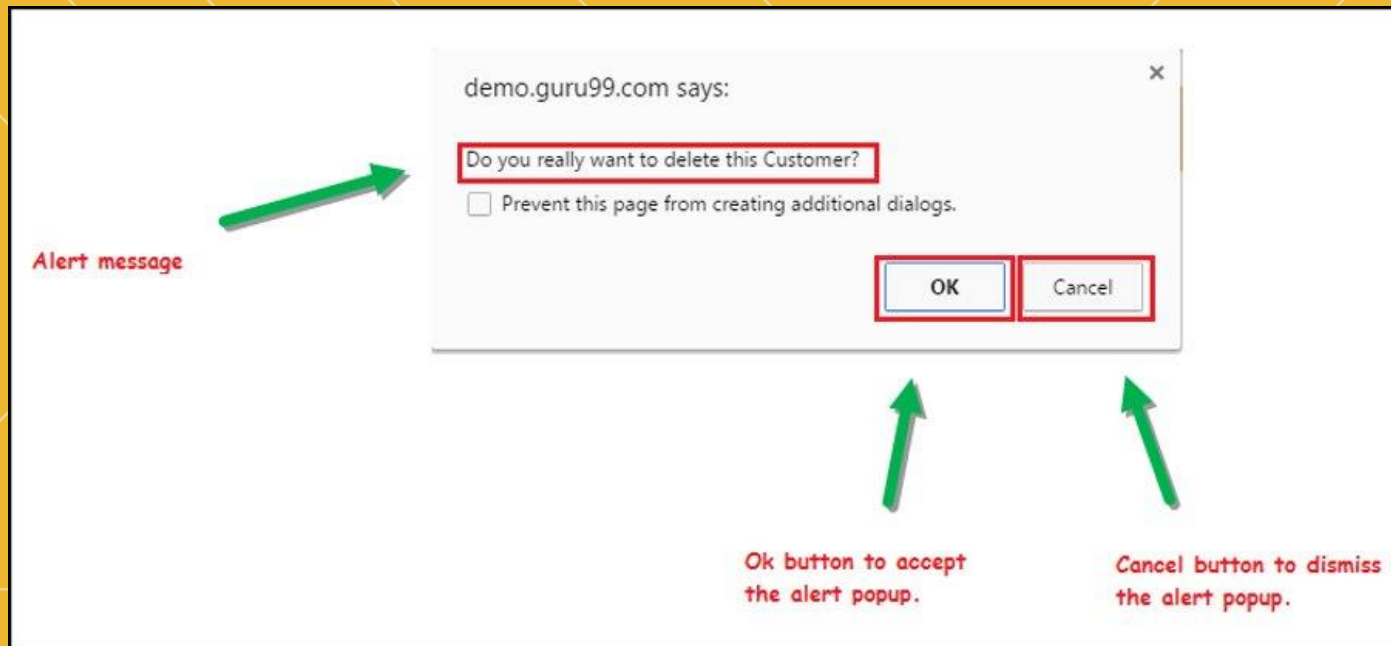 demo.guru99.com says:
Do you really want to delete this Customer?
Prevent this page from creating additional dialogs.
Alert message
OK
Cancel
Ok button to accept
the alert popup.
Cancel button to dismiss
the alert popup.